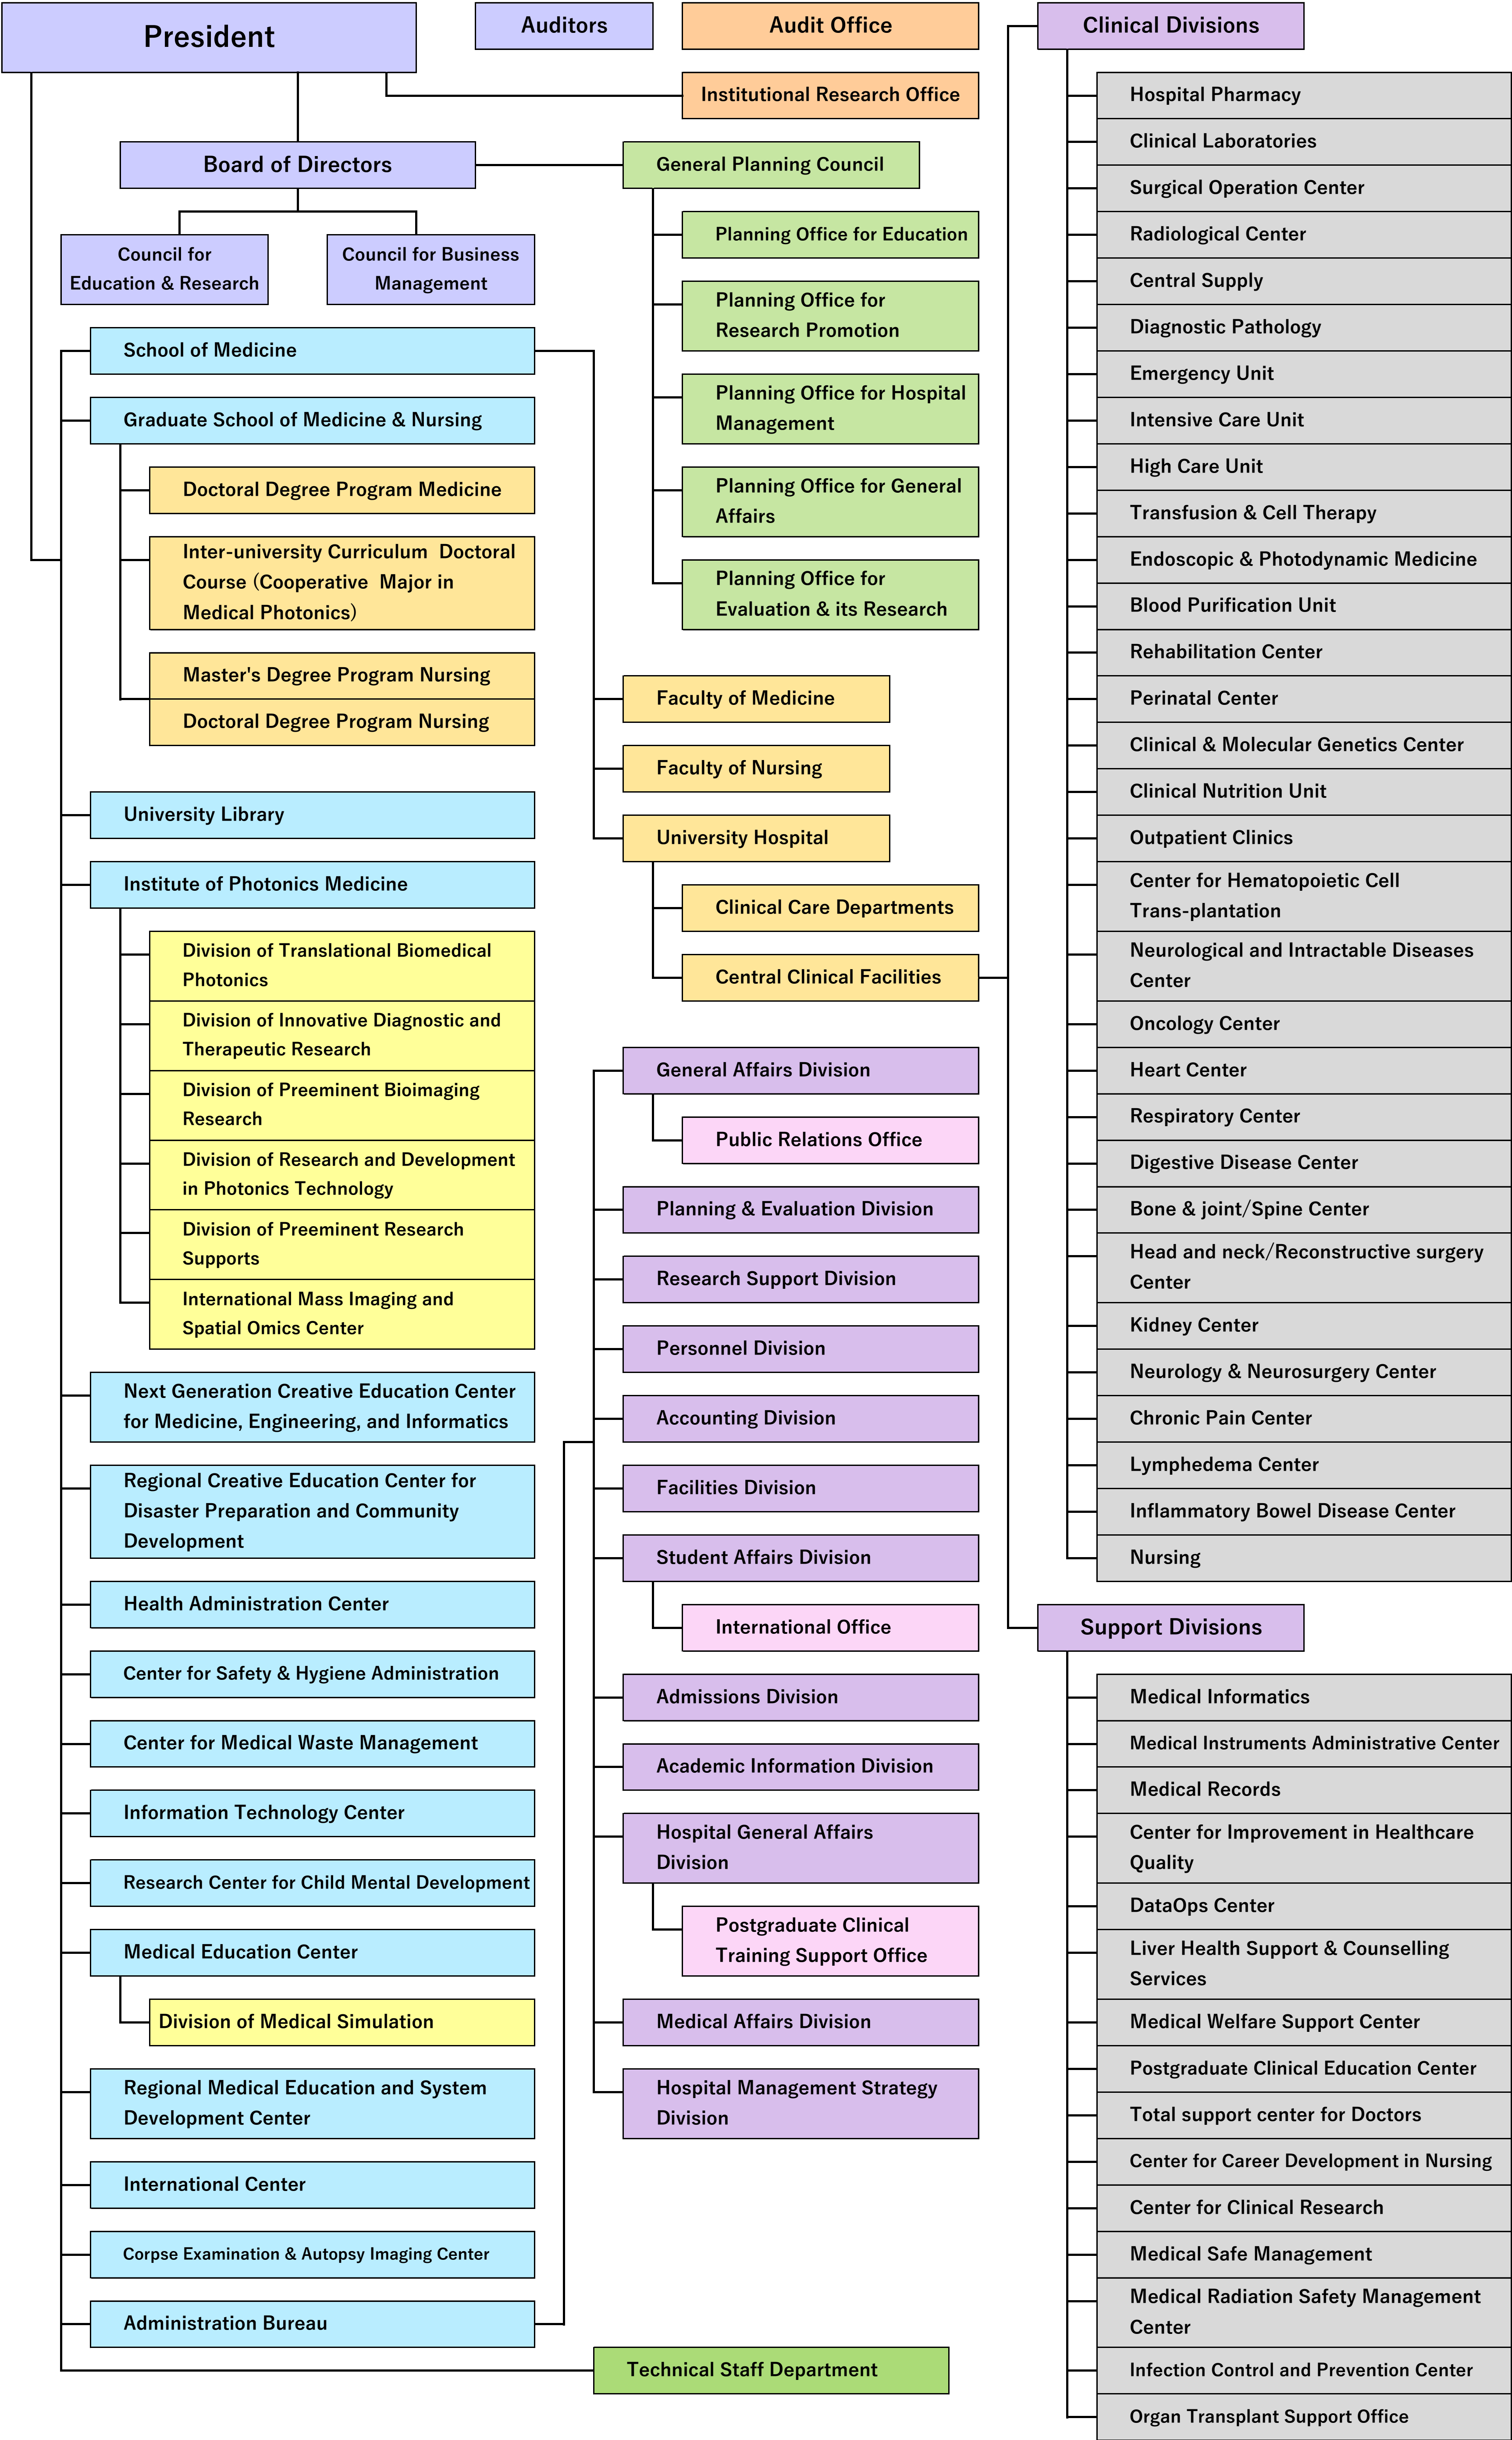 President
Auditors
Audit Office
Institutional Research Office
Board of Directors
General Planning Council
Council for
Education & Research
Council for Business
Management
Planning Office for Education
Planning Office for
Research Promotion
Planning Office for Hospital
Management
Planning Office for General
Affairs
Planning Office for
Evaluation & its Research
School of Medicine
Graduate School of Medicine & Nursing
Doctoral Degree Program Medicine
Inter-university Curriculum  Doctoral
Course (Cooperative  Major in
Medical Photonics)
Master's Degree Program Nursing
Doctoral Degree Program Nursing
University Library
Institute of Photonics Medicine
Division of Translational Biomedical
Photonics
Division of Innovative Diagnostic and
Therapeutic Research
Division of Preeminent Bioimaging
Research
Division of Research and Development
in Photonics Technology
Division of Preeminent Research
Supports
International Mass Imaging and
Spatial Omics Center
Next Generation Creative Education Center
for Medicine, Engineering, and Informatics
Regional Creative Education Center for
Disaster Preparation and Community
Development
Health Administration Center
Center for Safety & Hygiene Administration
Center for Medical Waste Management
Information Technology Center
Research Center for Child Mental Development
Medical Education Center
Division of Medical Simulation
Regional Medical Education and System
Development Center
International Center
Corpse Examination & Autopsy Imaging Center
Administration Bureau
Faculty of Medicine
Faculty of Nursing
University Hospital
Clinical Care Departments
Central Clinical Facilities
General Affairs Division
Public Relations Office
Planning & Evaluation Division
Research Support Division
Personnel Division
Accounting Division
Facilities Division
Student Affairs Division
International Office
Admissions Division
Academic Information Division
Hospital General Affairs
Division
Postgraduate Clinical
Training Support Office
Medical Affairs Division
Hospital Management Strategy
Division
Technical Staff Department
Clinical Divisions
Hospital Pharmacy
Clinical Laboratories
Surgical Operation Center
Radiological Center
Central Supply
Diagnostic Pathology
Emergency Unit
Intensive Care Unit
High Care Unit
Transfusion & Cell Therapy
Endoscopic & Photodynamic Medicine
Blood Purification Unit
Rehabilitation Center
Perinatal Center
Clinical & Molecular Genetics Center
Clinical Nutrition Unit
Outpatient Clinics
Center for Hematopoietic Cell
Trans-plantation
Neurological and Intractable Diseases
Center
Oncology Center
Heart Center
Respiratory Center
Digestive Disease Center
Bone & joint/Spine Center
Head and neck/Reconstructive surgery
Center
Kidney Center
Neurology & Neurosurgery Center
Chronic Pain Center
Lymphedema Center
Inflammatory Bowel Disease Center
Nursing
Support Divisions
Medical Informatics
Medical Instruments Administrative Center
Medical Records
Center for Improvement in Healthcare
Quality
DataOps Center
Liver Health Support & Counselling
Services
Medical Welfare Support Center
Postgraduate Clinical Education Center
Total support center for Doctors
Center for Career Development in Nursing
Center for Clinical Research
Medical Safe Management
Medical Radiation Safety Management
Center
Infection Control and Prevention Center
Organ Transplant Support Office